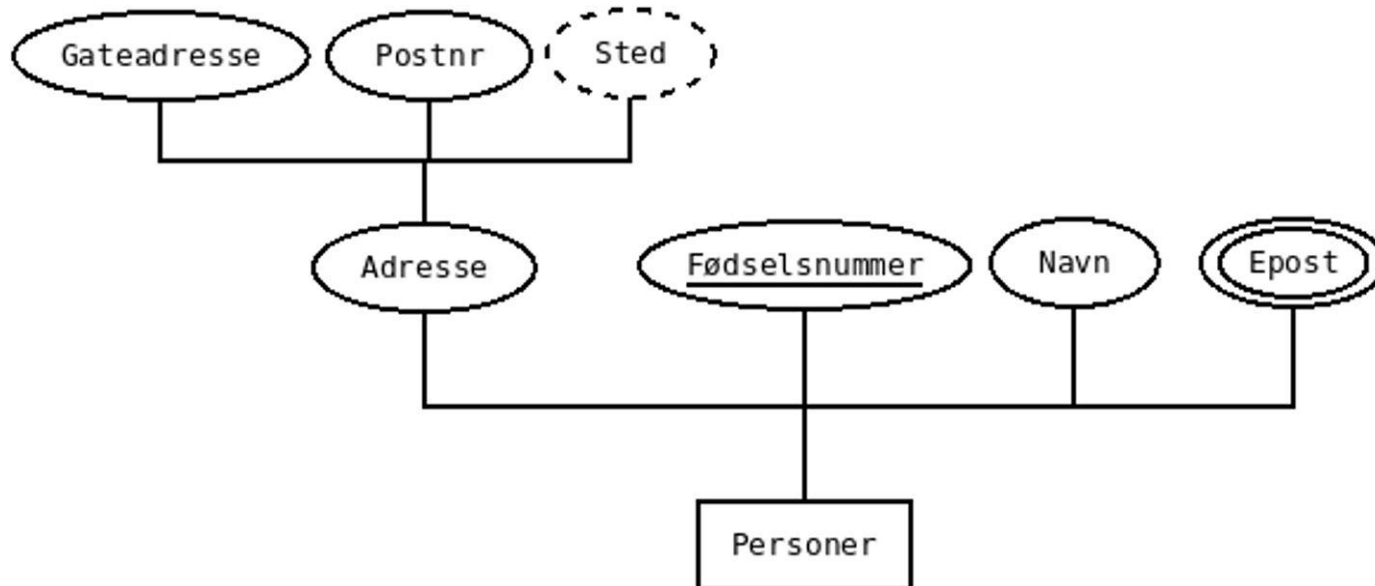 Gateadresse
Postnr
Sted
Adresse
Fødselsnummer
Navn
Epost
Personer